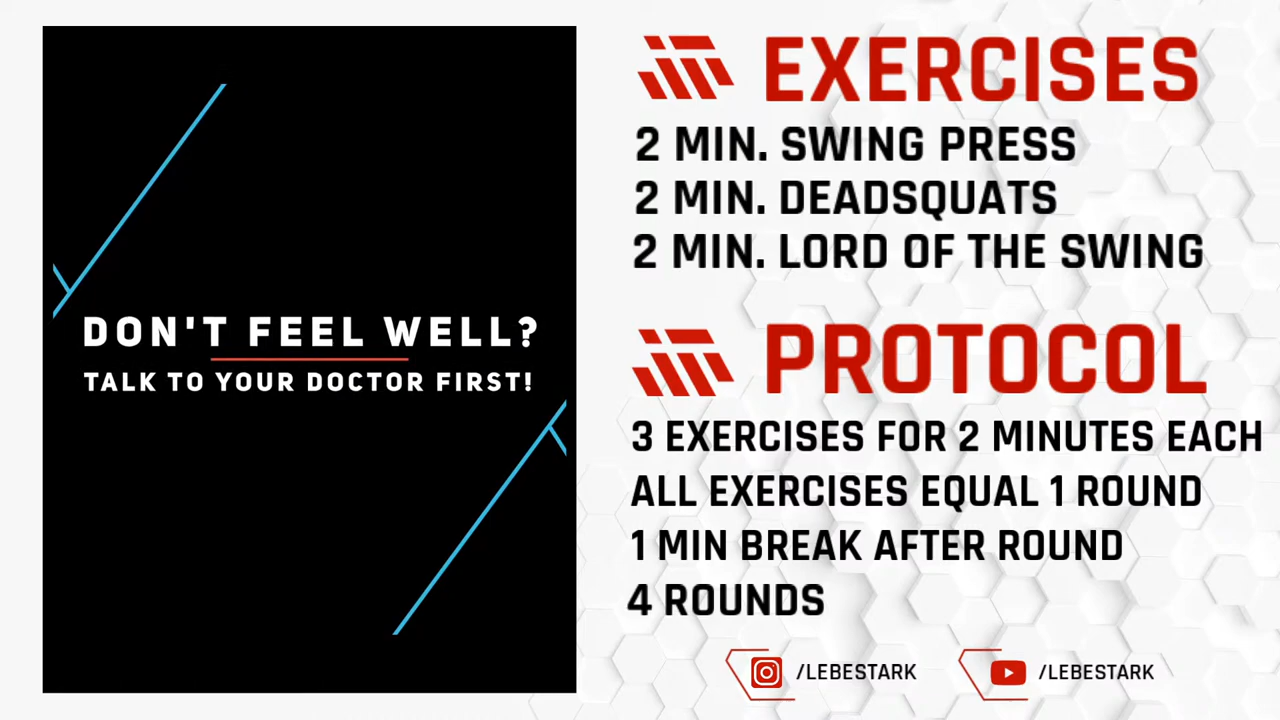 DON'T FEEL WELL?
TALK TO YOUR DOCTOR FIRST!
EXERCISES
2 MIN. SWING PRESS
2 MIN. DEADSQUATS
2 MIN. LORD OF THE SWING
PROTOCOL
3 EXERCISES FOR 2 MINUTES EACH
ALL EXERCISES EQUAL 1 ROUND
1 MIN BREAK AFTER ROUND
4 ROUNDS
/LEBESTARK
/LEBESTARK